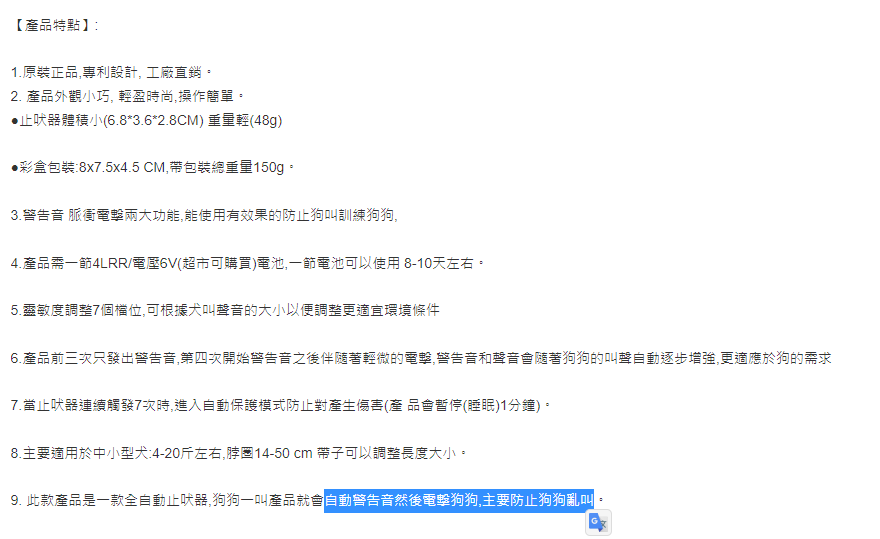 【產品特點】:
1.原裝正品,專利設計, 工廠直銷。
2. 產品外觀小巧, 輕盈時尚,操作簡單。
●止吠器體積小(6.8*3.6*2.8CM) 重量輕(48g)
●彩盒包裝:8x7.5x4.5 CM,帶包裝總重量150g。
3.警告音 脈衝電擊兩大功能,能使用有效果的防止狗叫訓練狗狗,
4.產品需一節4LRR/電壓6V(超市可購買)電池,一節電池可以使用 8-10天左右。
5.靈敏度調整7個檔位,可根據犬叫聲音的大小以便調整更適宜環境條件
6.產品前三次只發出警告音,第四次開始警告音之後伴隨著輕微的電擊,警告音和聲音會隨著狗狗的叫聲自動逐步增強,更適應於狗的需求
7.當止吠器連續觸發7次時,進入自動保護模式防止對產生傷害(產 品會暫停(睡眠)1分鐘)。
8.主要適用於中小型犬:4-20斤左右,脖圍14-50 cm 帶子可以調整長度大小。
9. 此款產品是一款全自動止吠器,狗狗一叫產品就會自動警告音然後電擊狗狗,主要防止狗狗亂叫。